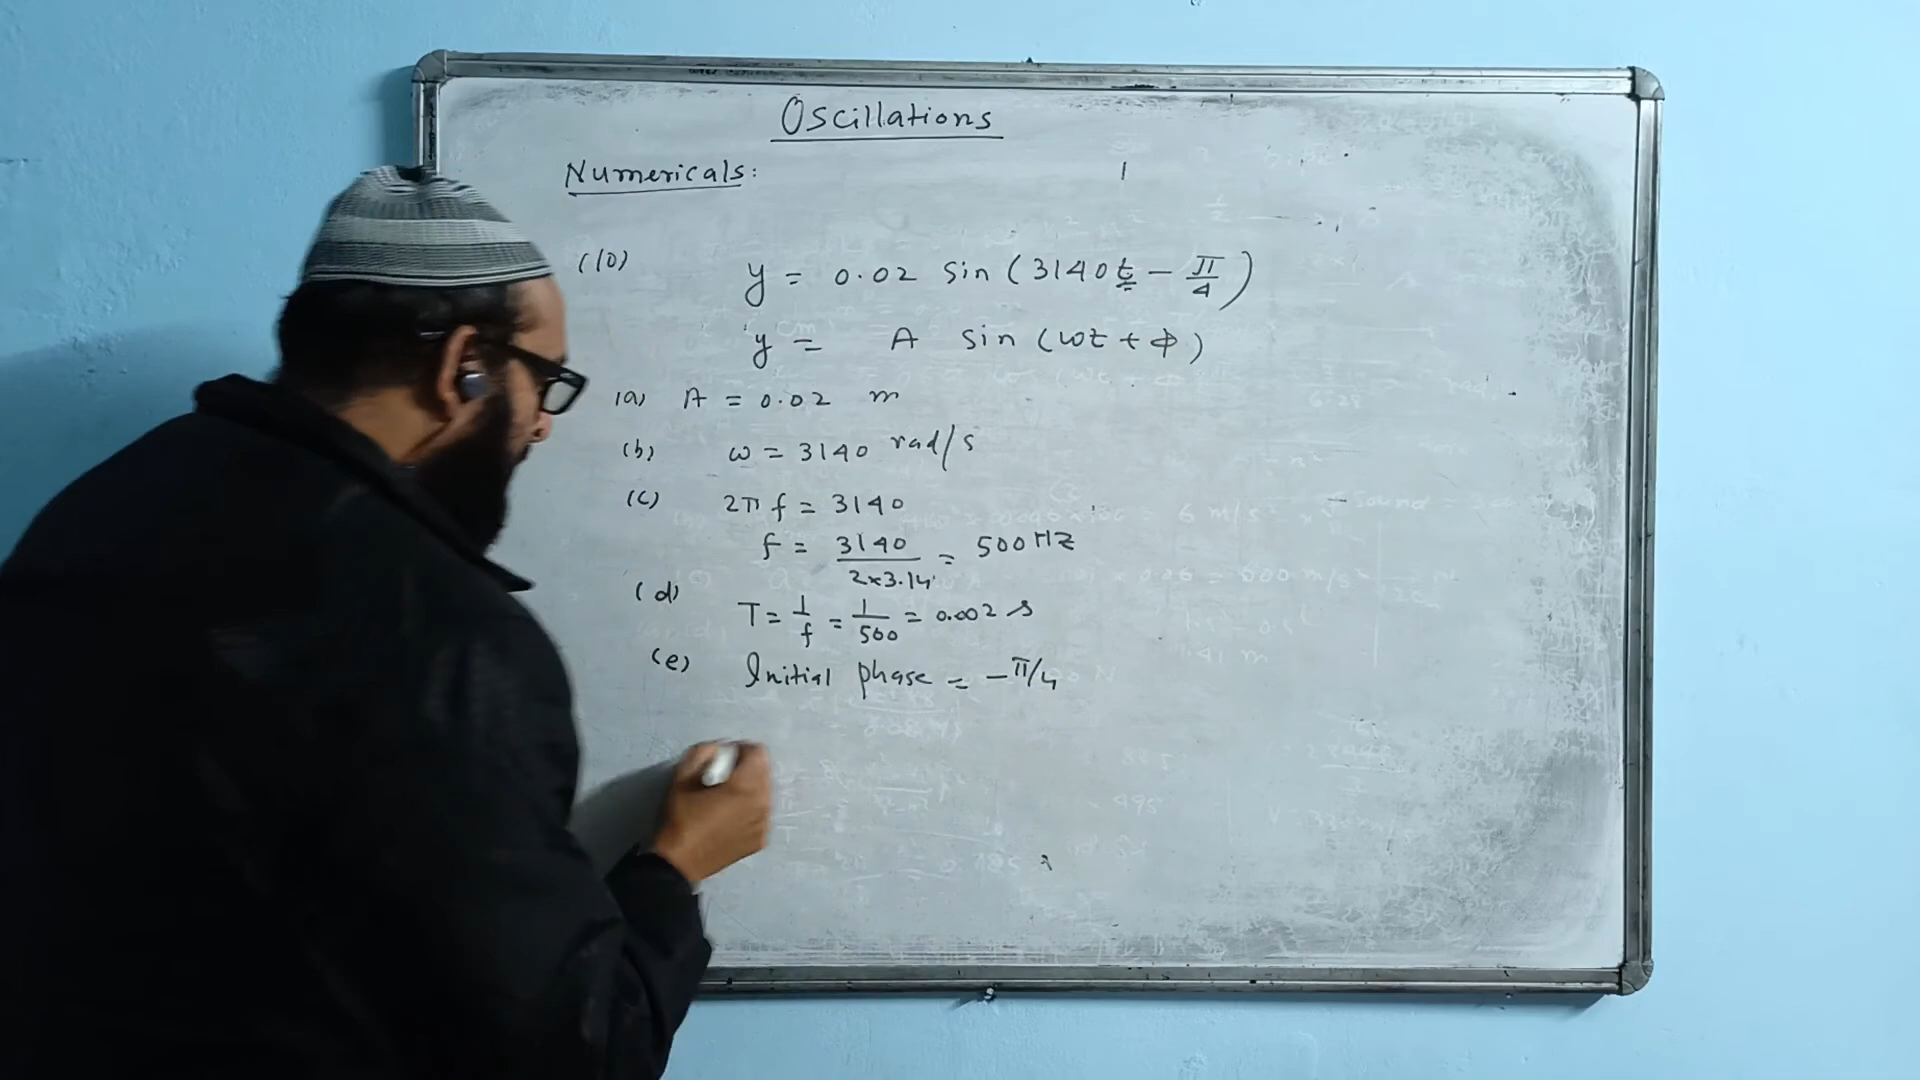 Oscillations
Numericals:
(10) y = 0.02 sin (3140t - π/4)
y = A sin (ωt + φ)
(a) A = 0.02 m
(b) ω = 3140 rad/s
(c) 2π f = 3140
f = 3140 / 2×3.14 = 500 HZ
(d) T = 1/f = 1/500 = 0.002 s
(e) Initial phase = -π/4